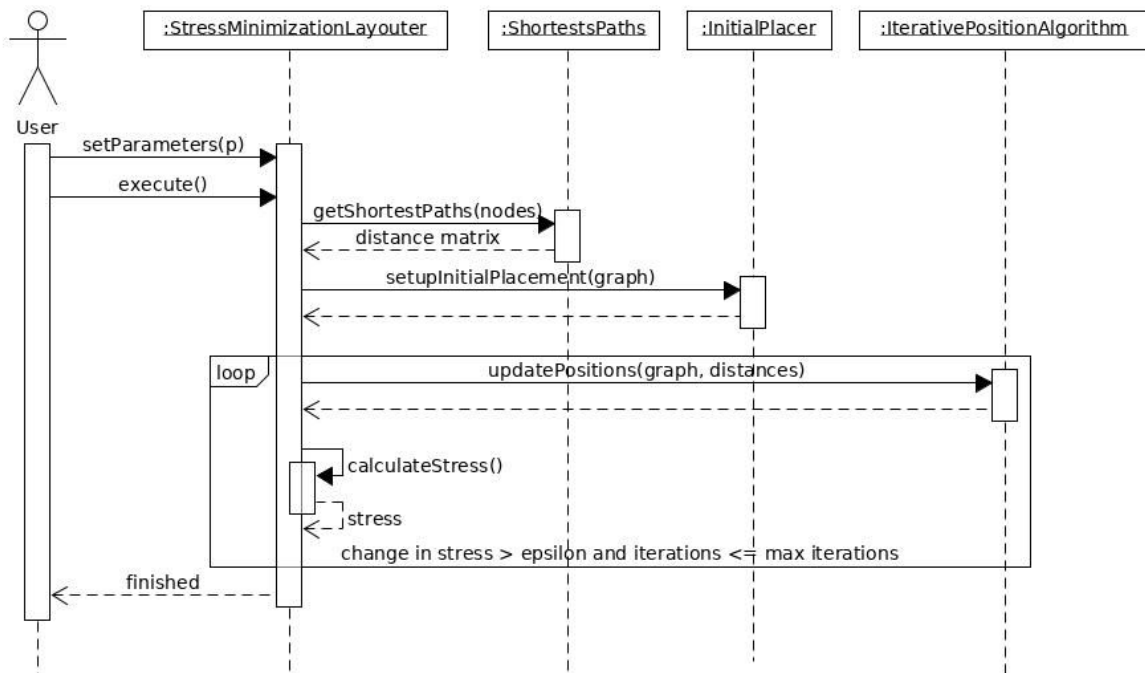 :StressMinimizationLayouter
:ShortestsPaths
:InitialPlacer
:IterativePositionAlgorithm
User
setParameters(p)
execute()
getShortestPaths(nodes)
distance matrix
setupInitialPlacement(graph)
loop
updatePositions(graph, distances)
calculateStress()
stress
change in stress > epsilon and iterations <= max iterations
finished